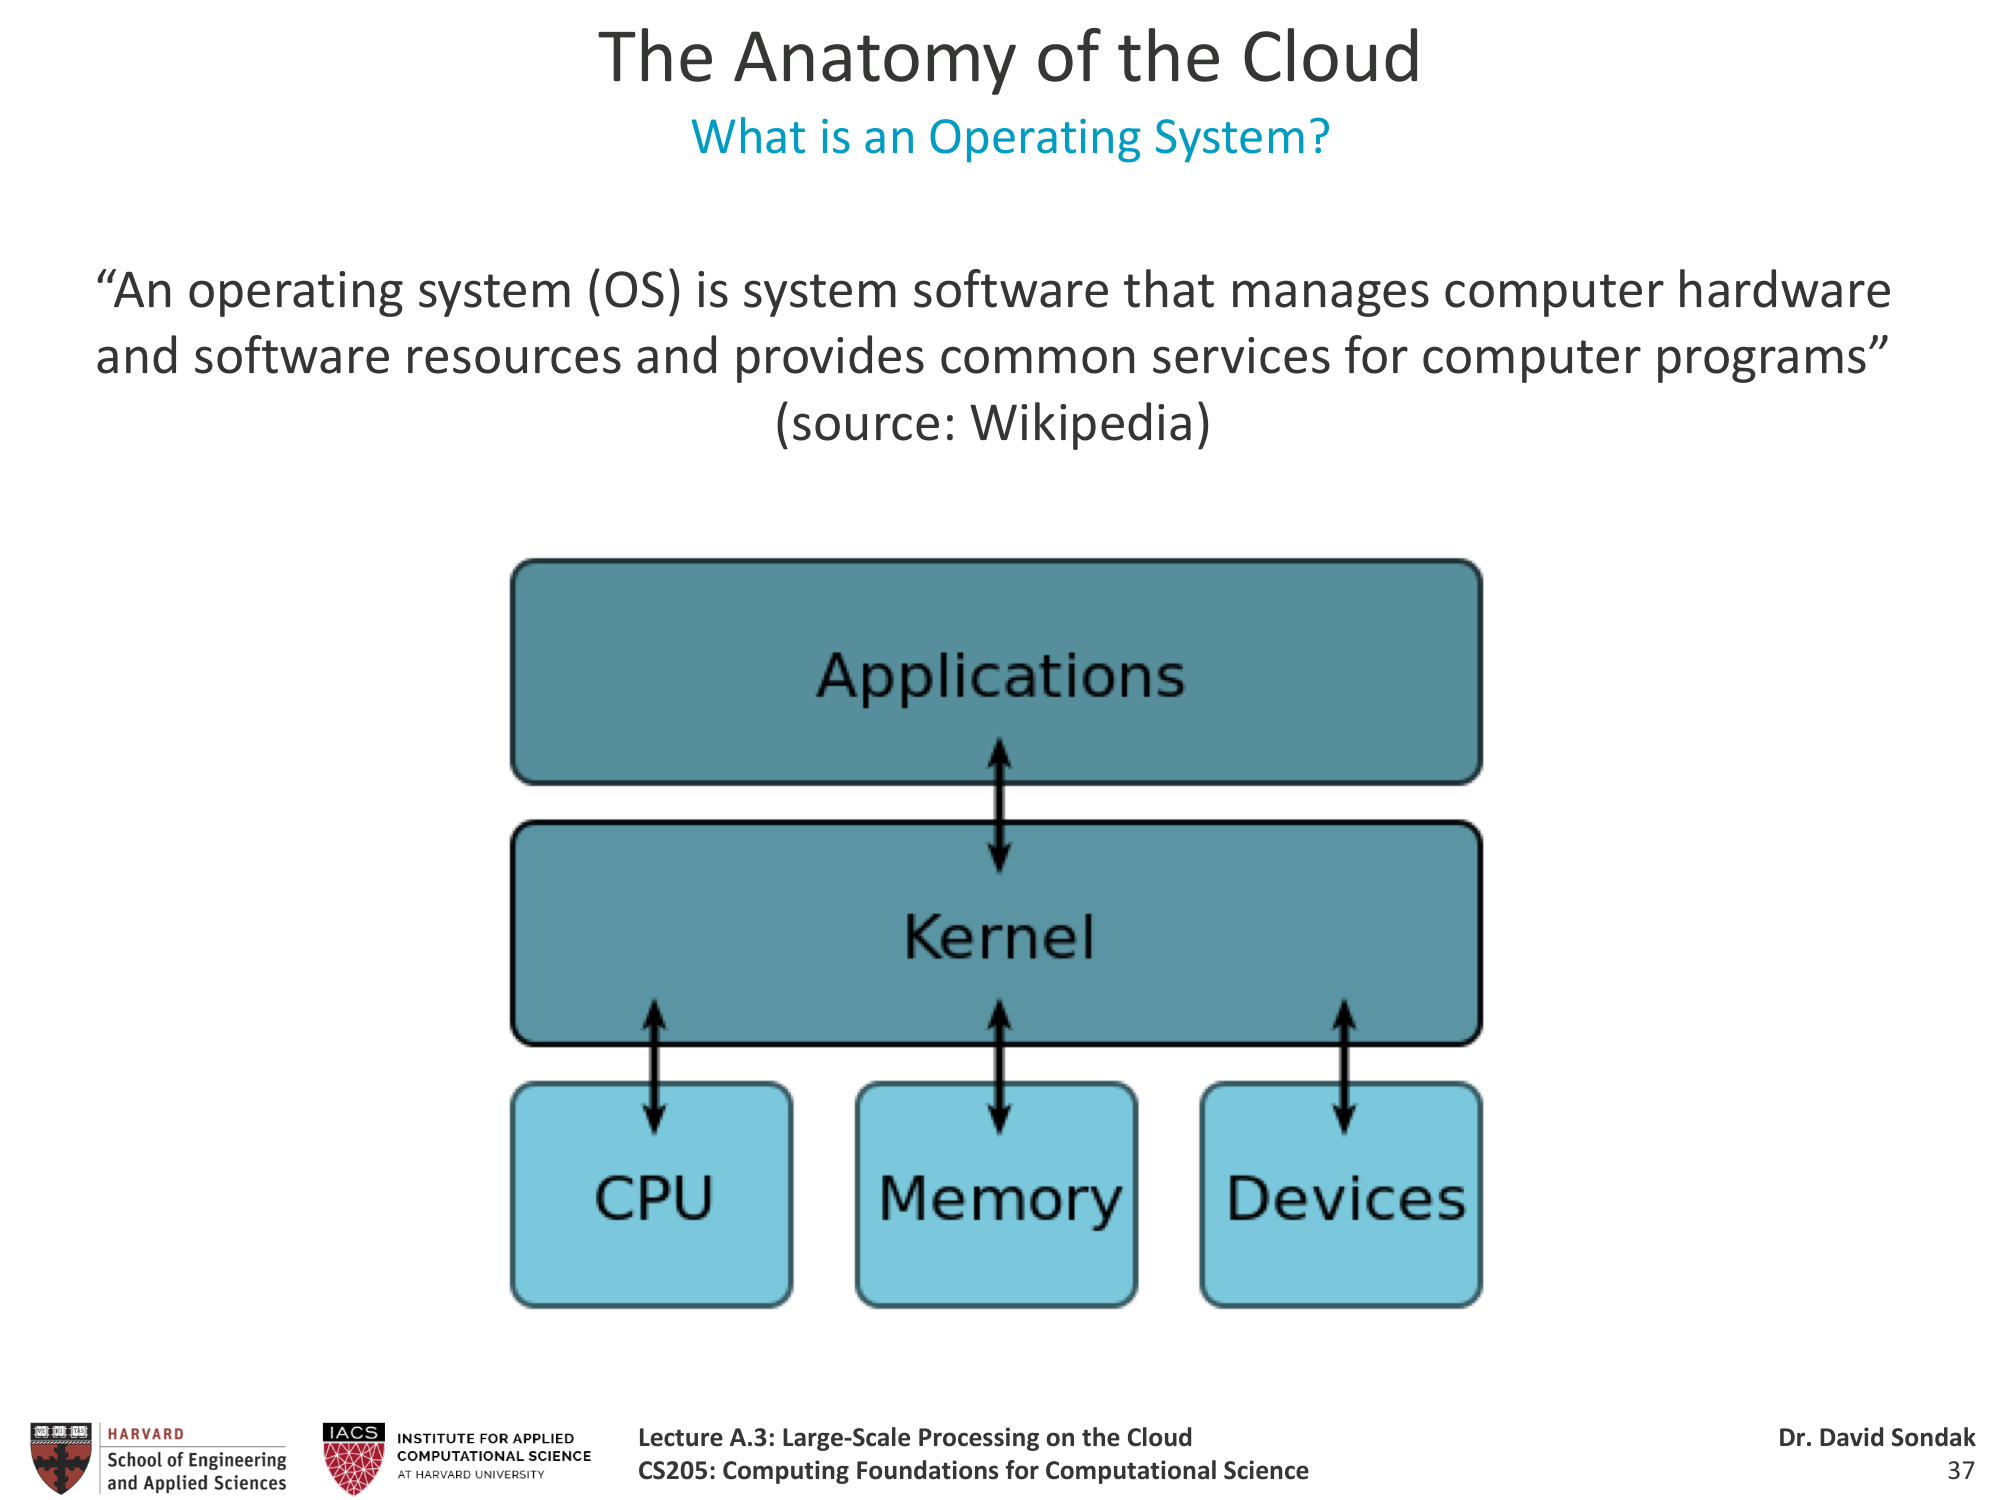 The Anatomy of the Cloud
What is an Operating System?
“An operating system (OS) is system software that manages computer hardware
and software resources and provides common services for computer programs”
(source: Wikipedia)
Applications
Kernel
CPU
Memory
Devices
HARVARD
School of Engineering
and Applied Sciences
IACS
INSTITUTE FOR APPLIED
COMPUTATIONAL SCIENCE
AT HARVARD UNIVERSITY
Lecture A.3: Large-Scale Processing on the Cloud
CS205: Computing Foundations for Computational Science
Dr. David Sondak
37